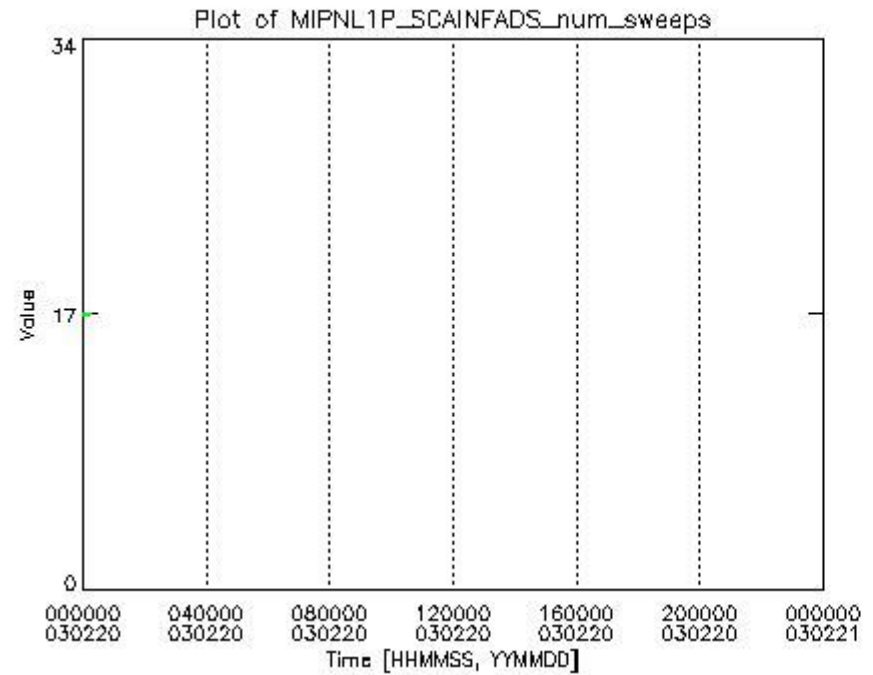 Plot of MIPNL1P_SCAINFADS_num_sweeps
34
17
0
Value
000000 040000 080000 120000 160000 200000 000000
030220 030220 030220 030220 030220 030220 030221
Time [HHMMSS, YYMMDD]